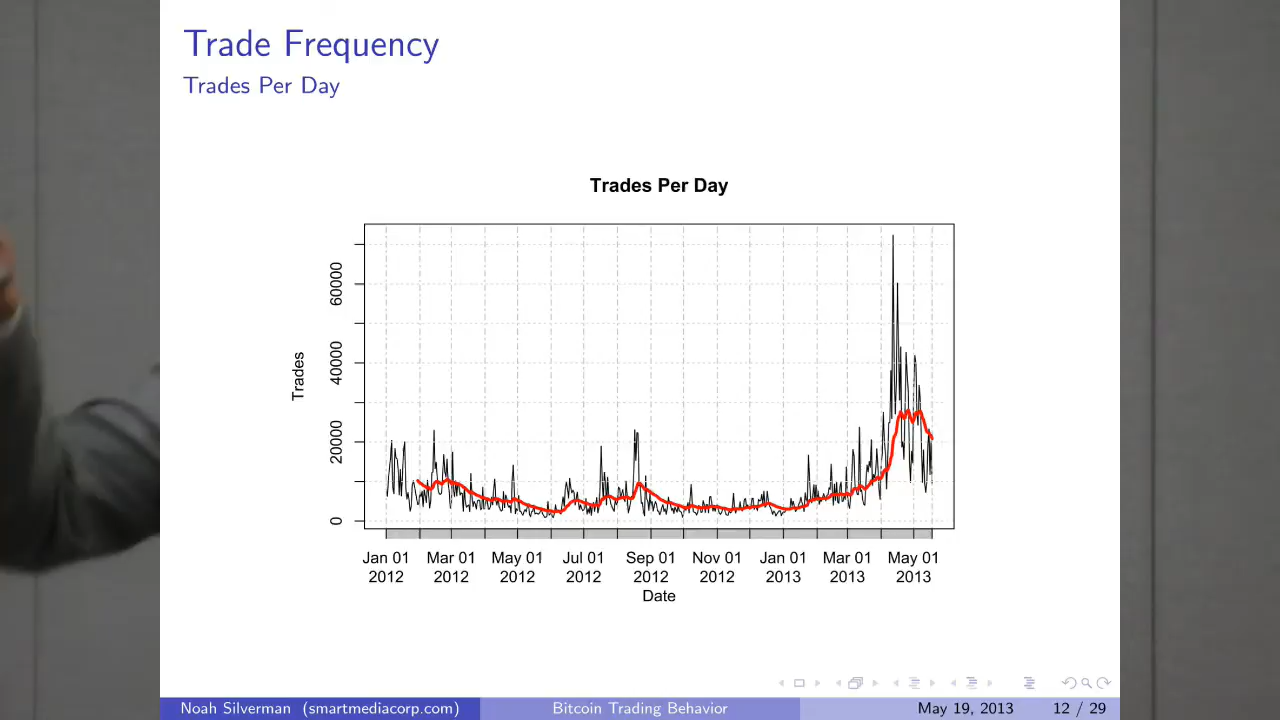 Trade Frequency
Trades Per Day
Trades Per Day
Trades
60000
40000
20000
0
Jan 01 Mar 01 May 01 Jul 01 Sep 01 Nov 01 Jan 01 Mar 01 May 01
2012 2012 2012 2012 2012 2012 2013 2013 2013
Date
Noah Silverman (smartmediacorp.com) Bitcoin Trading Behavior May 19, 2013 12 / 29